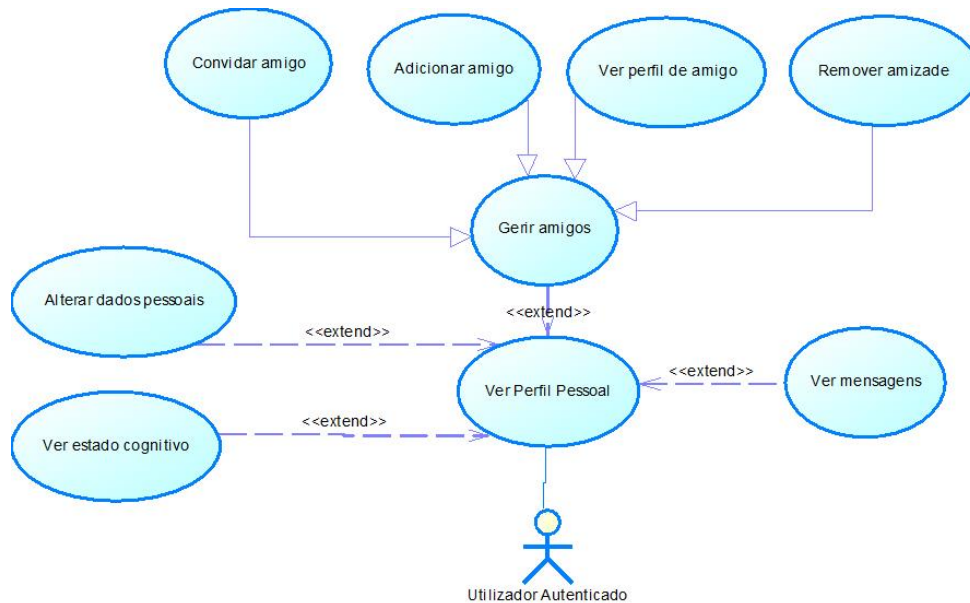 Convidar amigo
Adicionar amigo
Ver perfil de amigo
Remover amizade
Gerir amigos
Alterar dados pessoais
<<extend>>
<<extend>>
Ver Perfil Pessoal
<<extend>>
Ver mensagens
Ver estado cognitivo
<<extend>>
Utilizador Autenticado